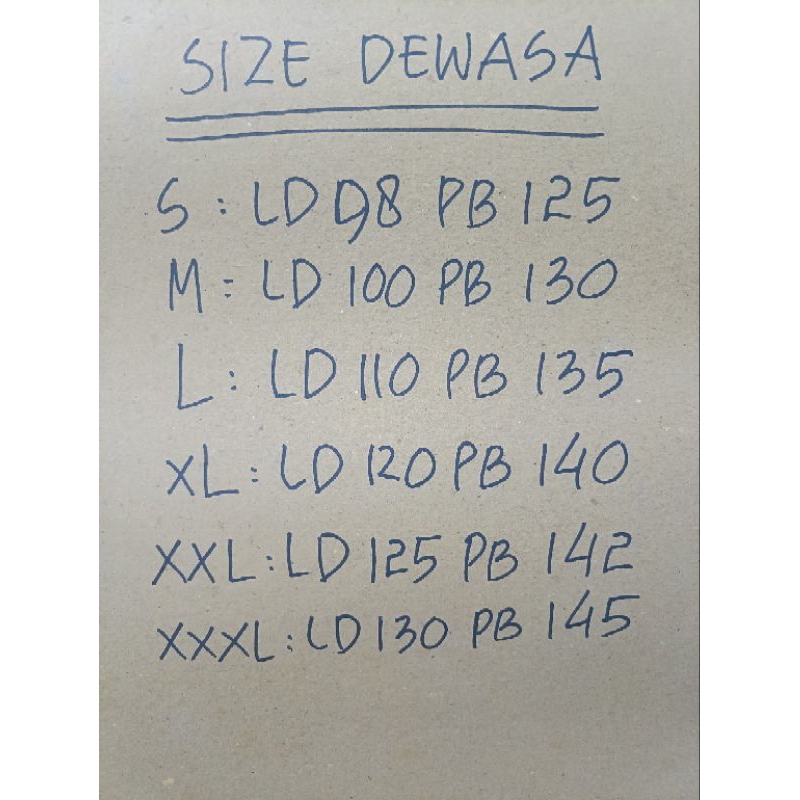 SIZE DEWASA
S : LD 98 PB 125
M : LD 100 PB 130
L : LD 110 PB 135
XL : LD 120 PB 140
XXL : LD 125 PB 142
XXXL : LD 130 PB 145